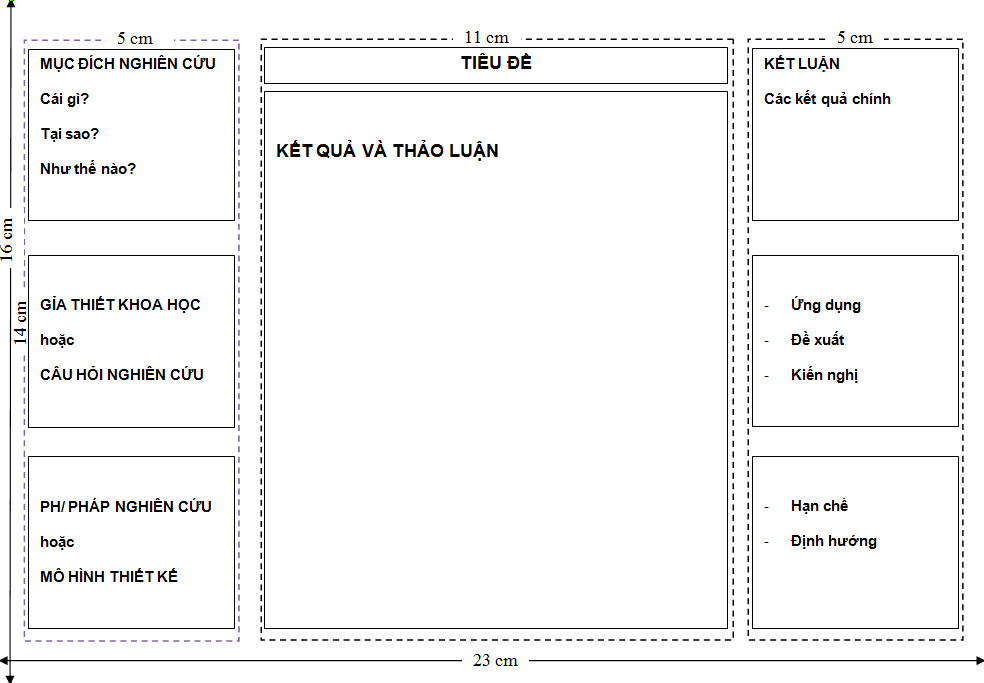 5 cm
MỤC ĐÍCH NGHIÊN CỨU
Cái gì?
Tại sao?
Như thế nào?
GỈA THIẾT KHOA HỌC
hoặc
CÂU HỎI NGHIÊN CỨU
PH/ PHÁP NGHIÊN CỨU
hoặc
MÔ HÌNH THIẾT KẾ
11 cm
TIÊU ĐỀ
KẾT QUẢ VÀ THẢO LUẬN
5 cm
KẾT LUẬN
Các kết quả chính
- Ứng dụng
- Đề xuất
- Kiến nghị
- Hạn chế
- Định hướng
16 cm
14 cm
23 cm